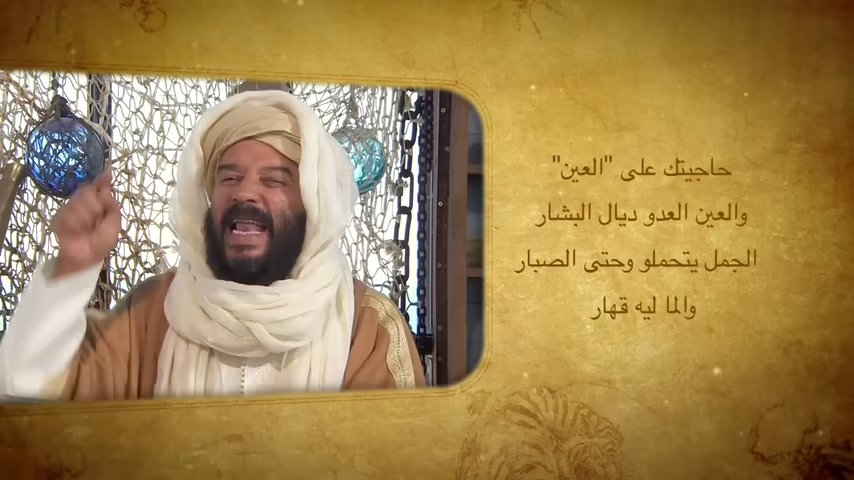 حاجيتك على "العين"
والعين العدو ديال البشار
الجمل يتحملو وحتى الصبار
والما ليه قهار